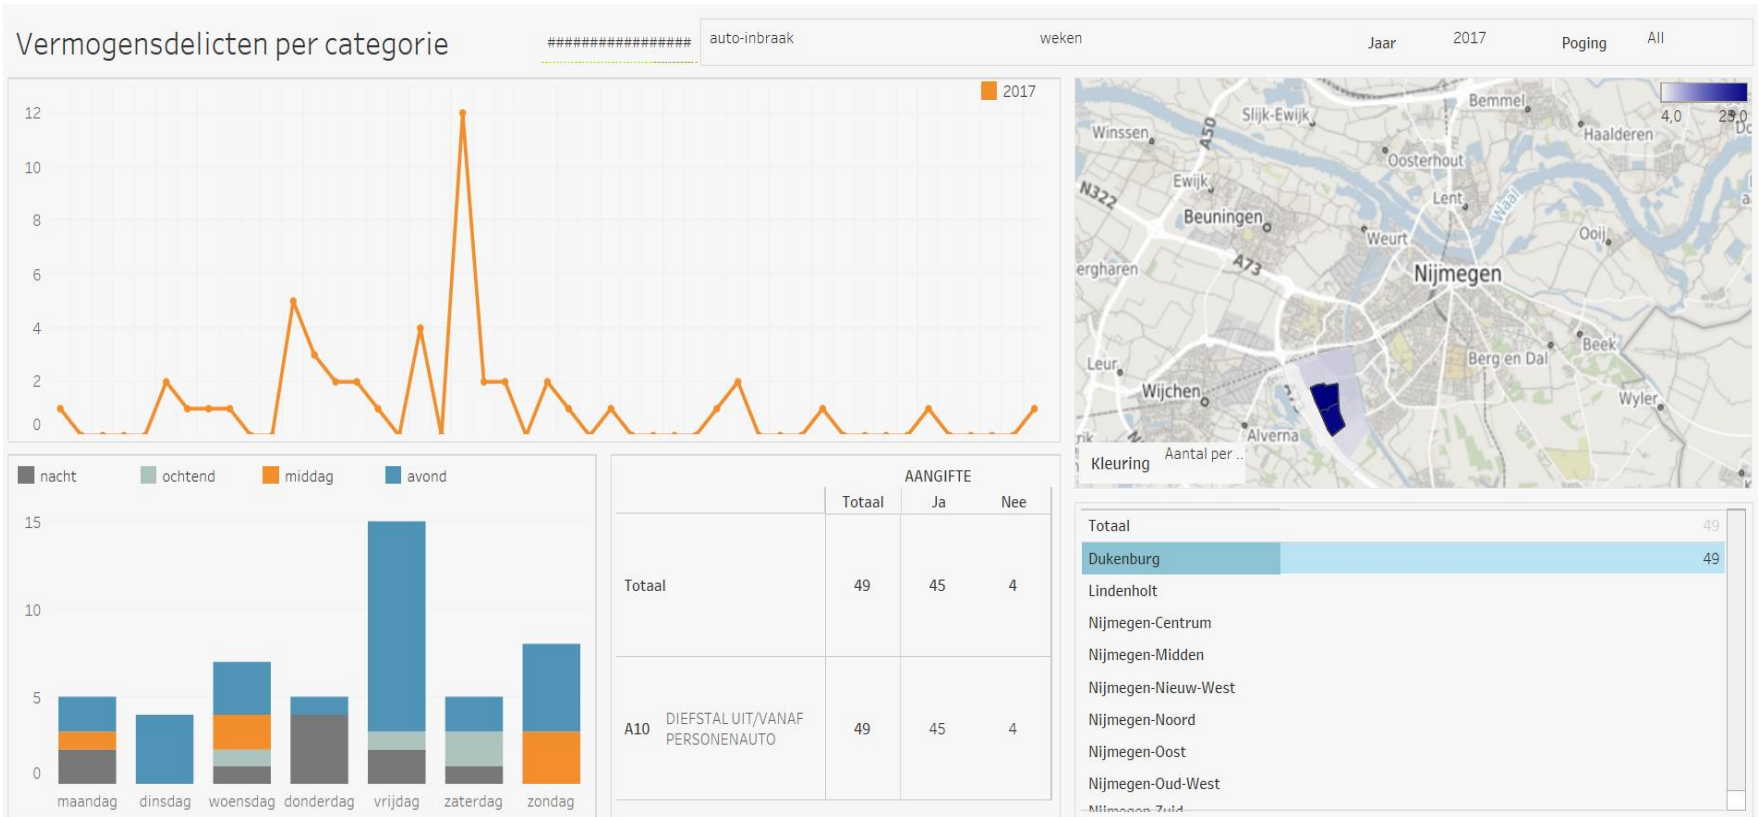 Vermogensdelicten per categorie
################# auto-inbraak weken Jaar 2017 Poging All
2017
12
10
8
6
4
2
0
4,0
Winssen
Slijk-Ewijk
Bemmel
Haalderen
A50
Oosterhout
N322
Ewijk
Beuningen
Lent
Waal
Weurt
Ooij
ergharen
A73
Nijmegen
Leur
Berg en Dal
Beek
Wijchen
Wyler
Alverna
Kleuring Aantal per ..
nacht ochtend middag avond
15
10
5
0
maandag dinsdag woensdag donderdag vrijdag zaterdag zondag
AANGIFTE
Totaal Ja Nee
Totaal 49 45 4
A10 DIEFSTAL UIT/VANAF
PERSONENAUTO 49 45 4
Totaal 49
Dukenburg 49
Lindenholt
Nijmegen-Centrum
Nijmegen-Midden
Nijmegen-Nieuw-West
Nijmegen-Noord
Nijmegen-Oost
Nijmegen-Oud-West
Nijmegen-Zuid